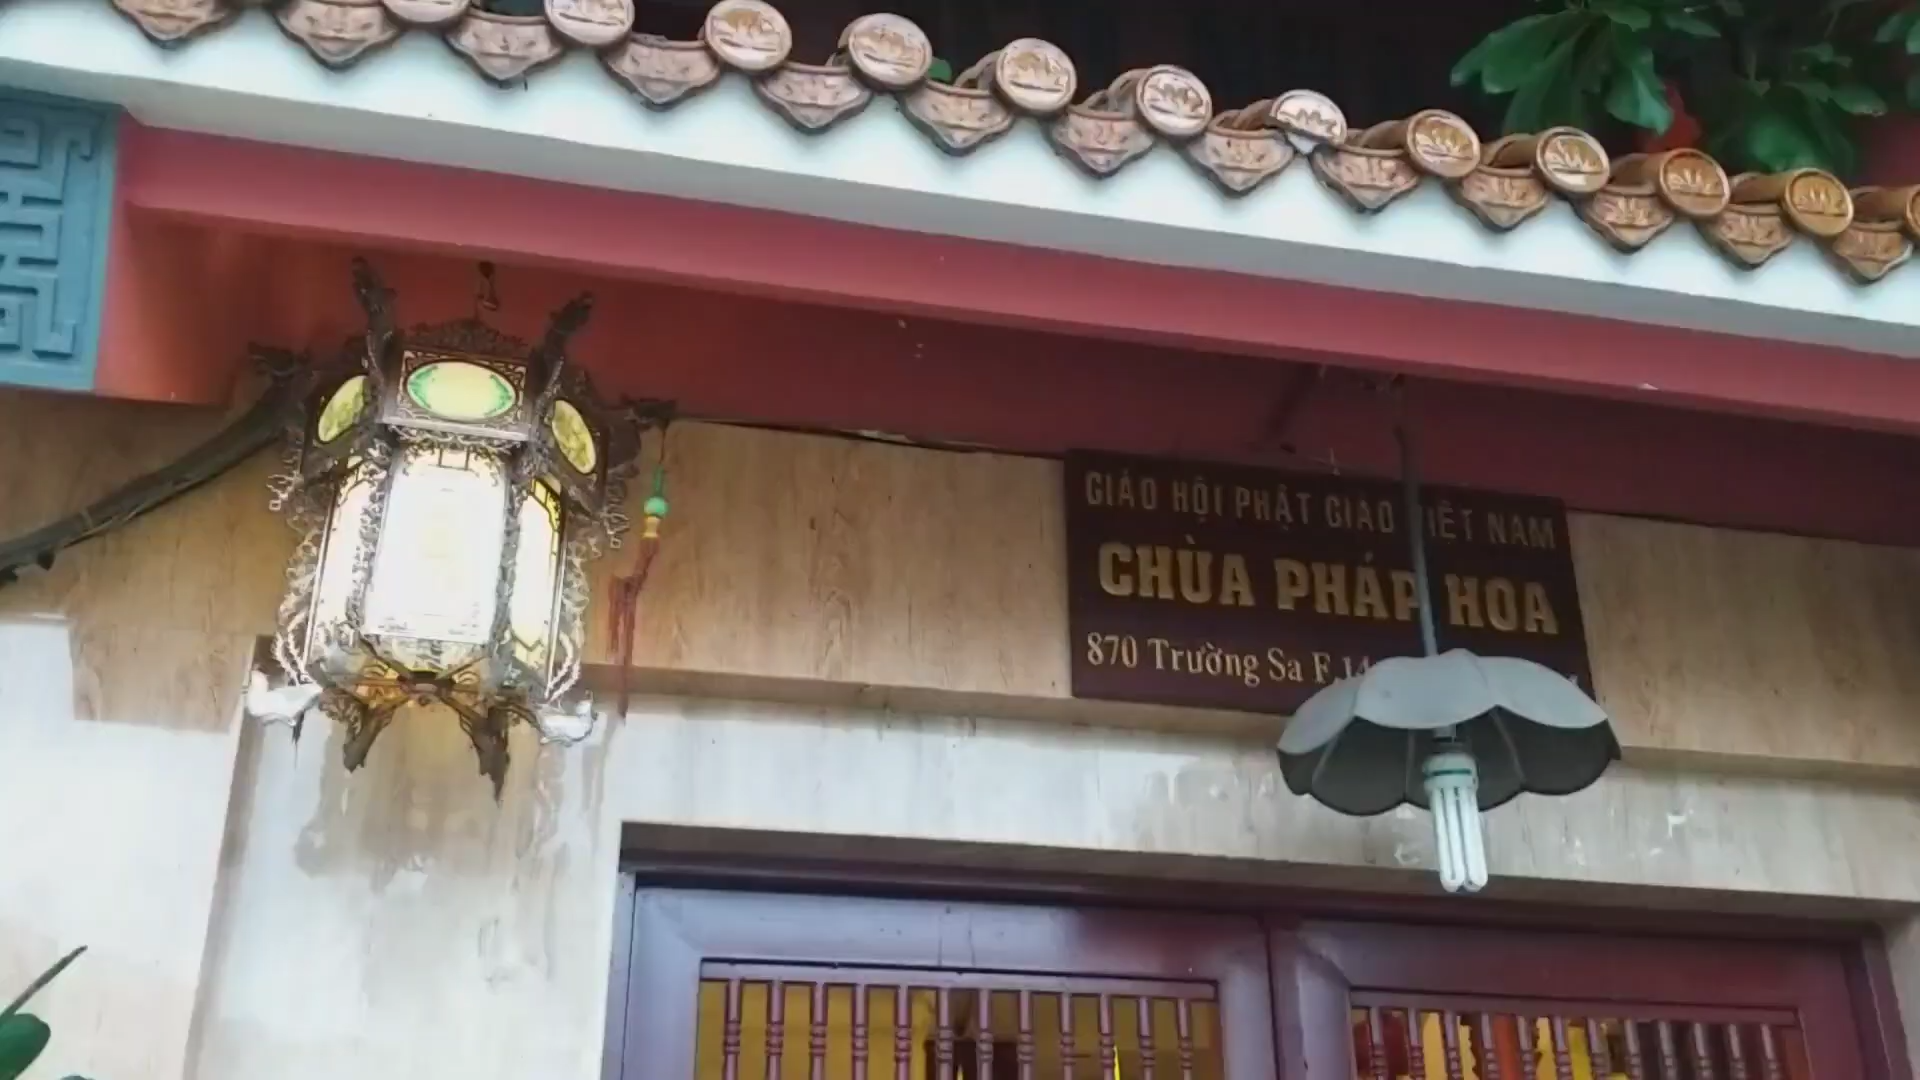 GIÁO HỘI PHẬT GIÁO VIỆT NAM
CHÙA PHÁP HOA
870 Trường Sa F.14